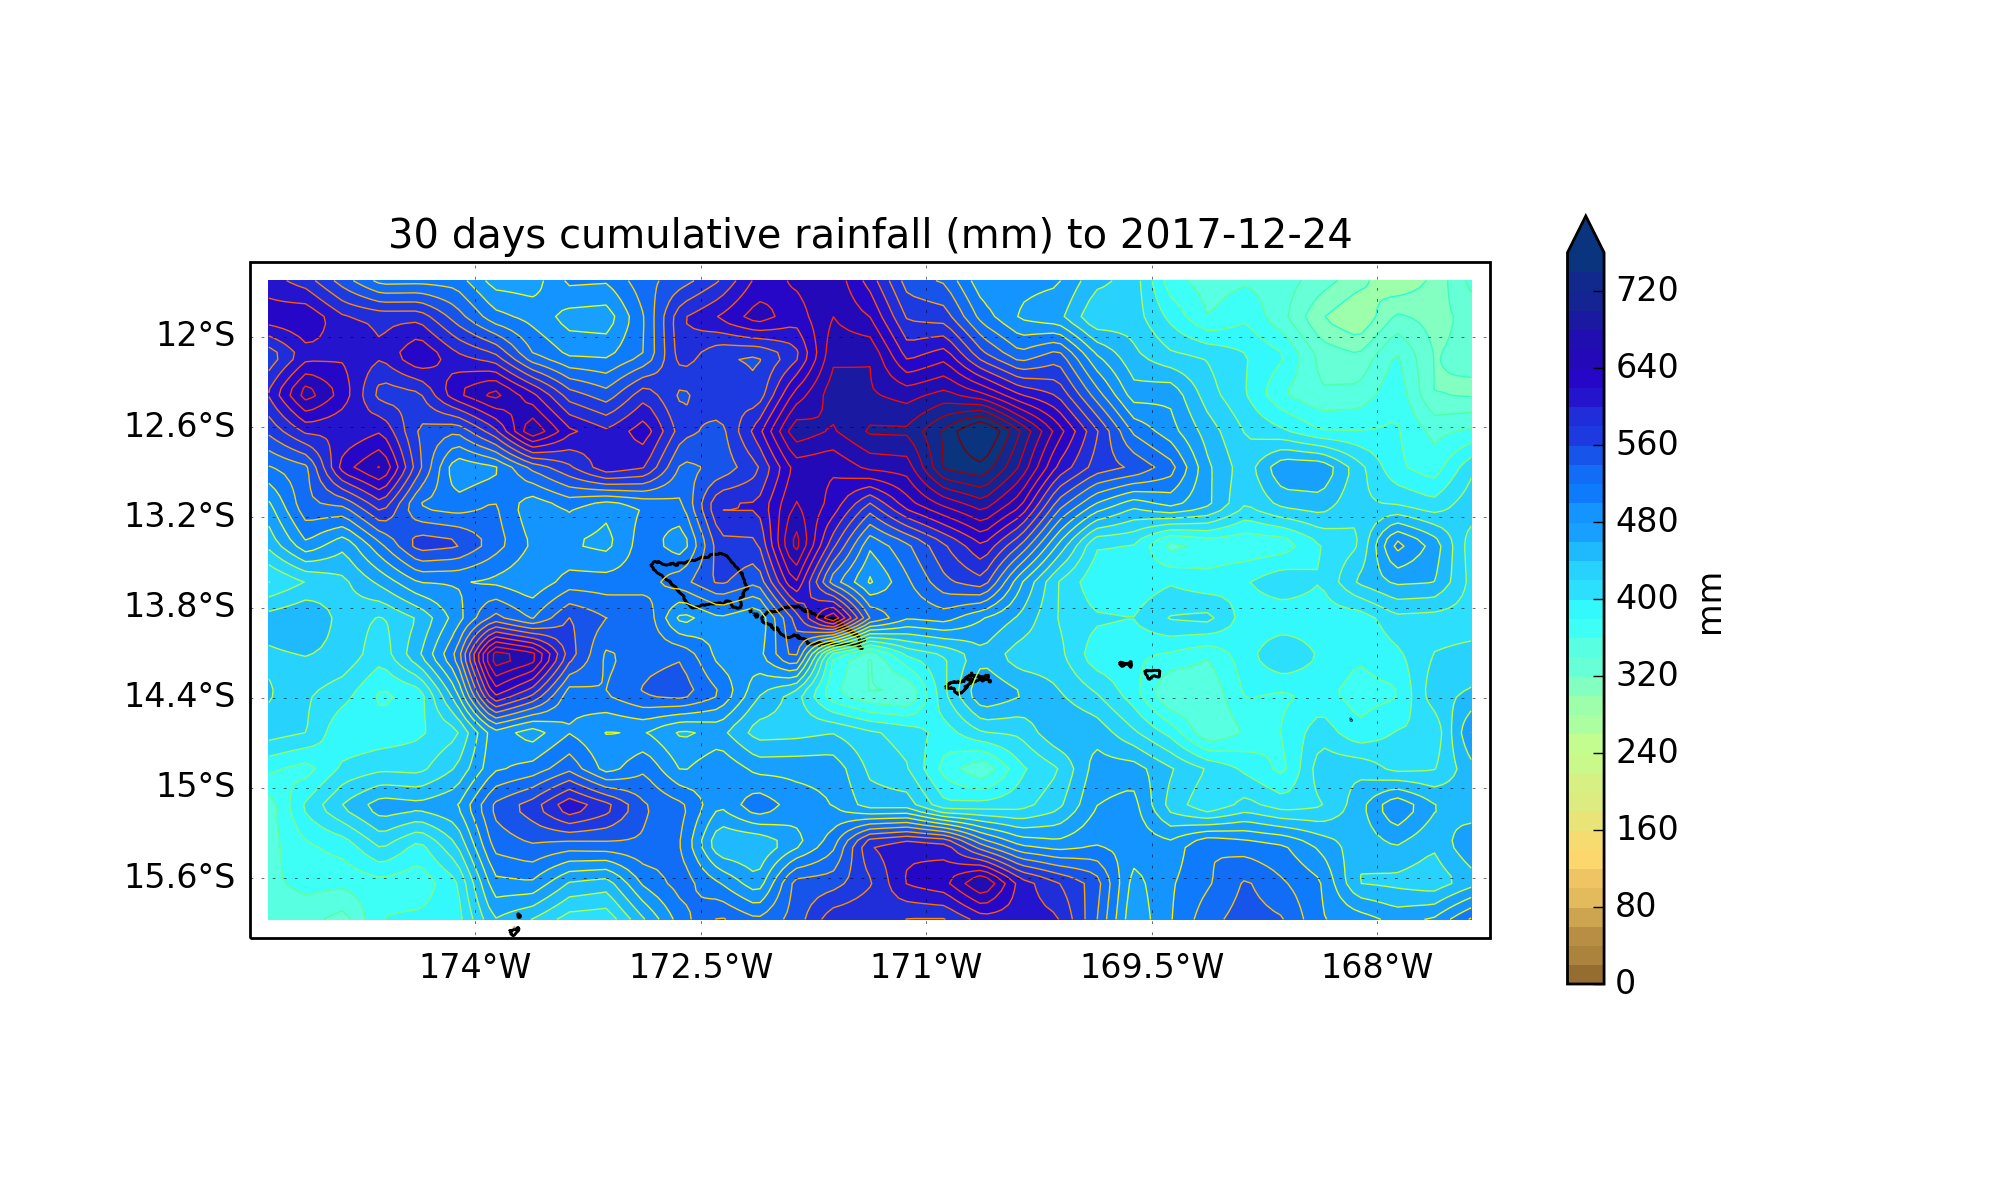 30 days cumulative rainfall (mm) to 2017-12-24
12°S
12.6°S
13.2°S
13.8°S
14.4°S
15°S
15.6°S
174°W
172.5°W
171°W
169.5°W
168°W
720
640
560
480
400
320
240
160
80
0
mm